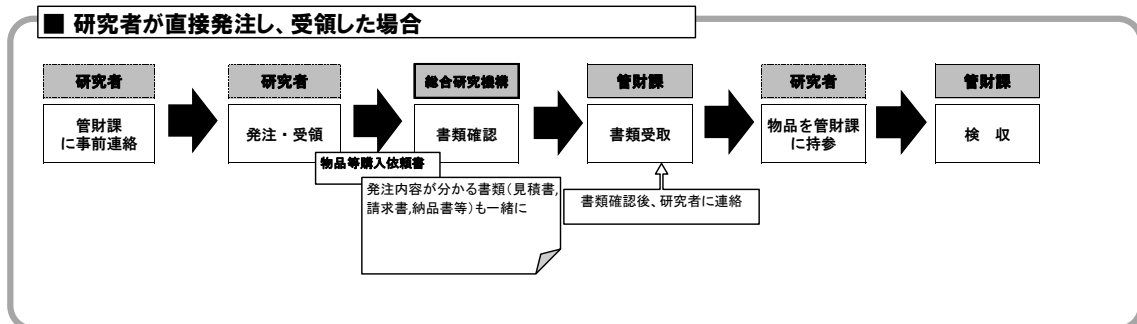 ■ 研究者が直接発注し、受領した場合
研究者
管財課
に事前連絡
研究者
発注・受領
総合研究機構
書類確認
管財課
書類受取
研究者
物品を管財課
に持参
管財課
検　収
物品等購入依頼書
発注内容が分かる書類（見積書,
請求書,納品書等）も一緒に
書類確認後、研究者に連絡